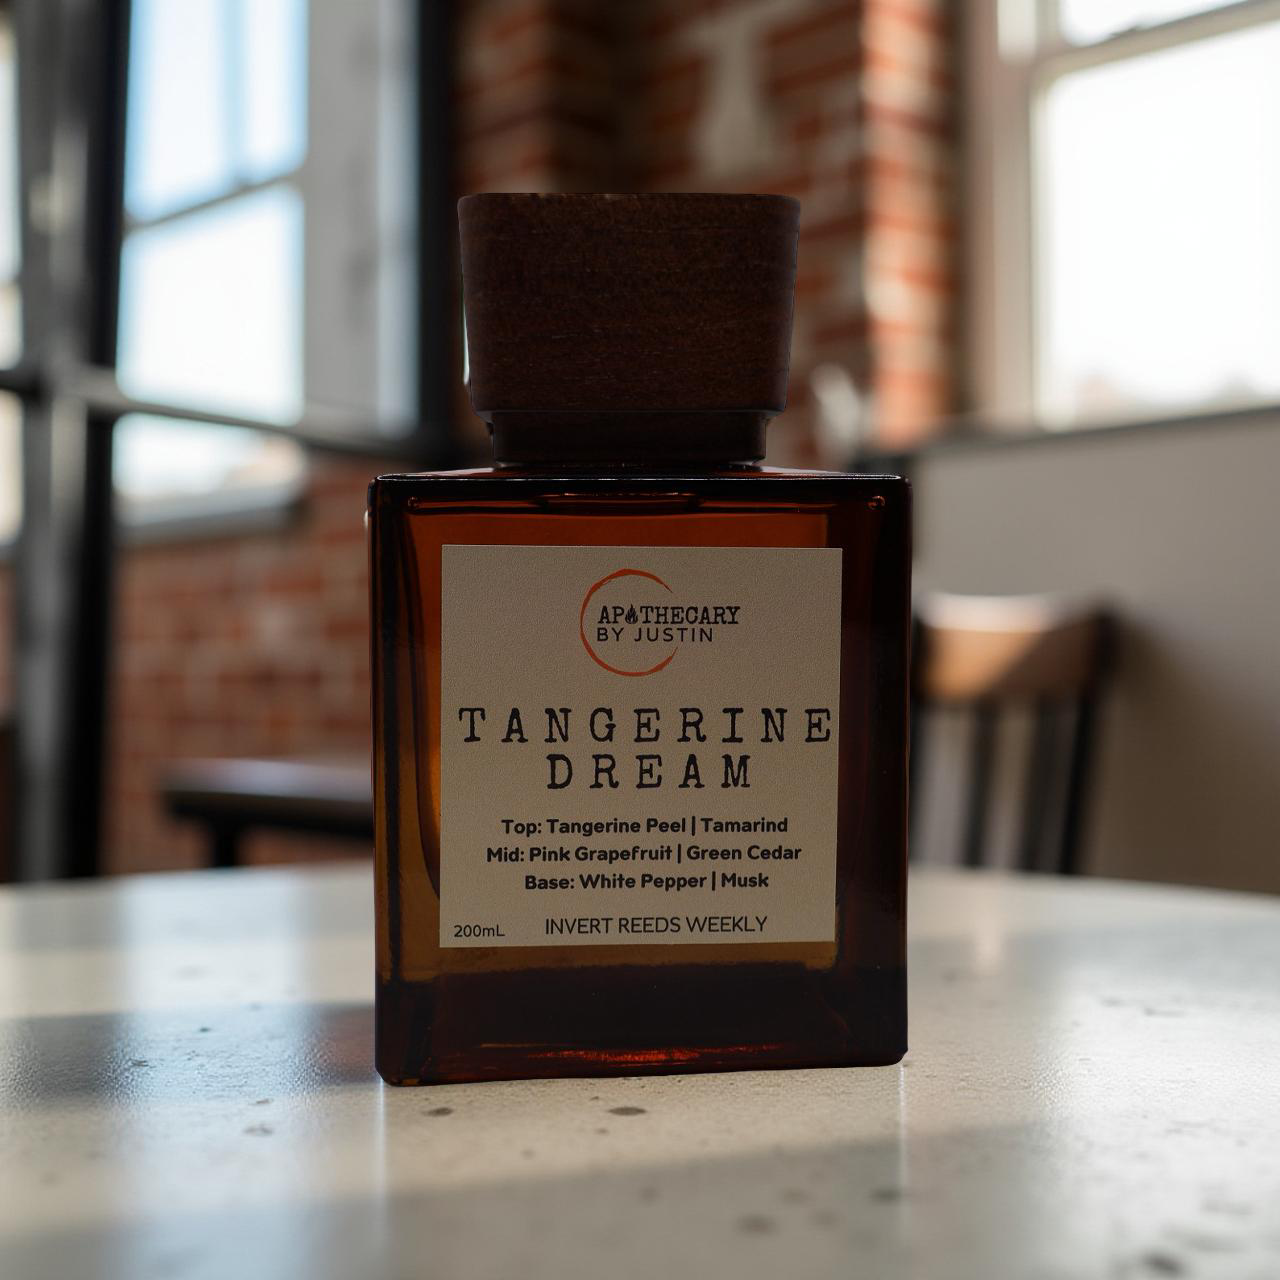 APOTHECARY
BY JUSTIN
TANGERINE
DREAM
Top: Tangerine Peel | Tamarind
Mid: Pink Grapefruit | Green Cedar
Base: White Pepper | Musk
200mL INVERT REEDS WEEKLY